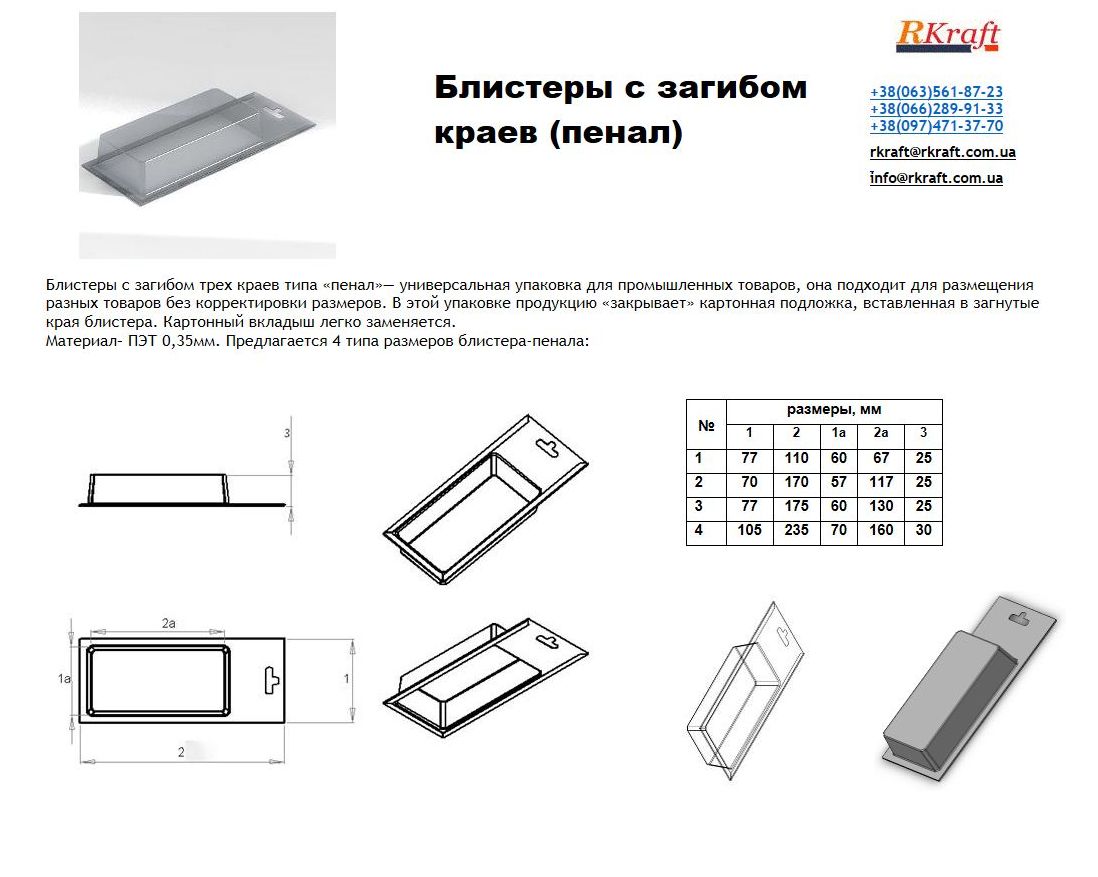 RKraft
Блистеры с загибом
краев (пенал)
+38(063)561-87-23
+38(066)289-91-33
+38(097)471-37-70
rkraft@rkraft.com.ua
info@rkraft.com.ua
Блистеры с загибом трех краев типа «пенал»— универсальная упаковка для промышленных товаров, она подходит для размещения
разных товаров без корректировки размеров. В этой упаковке продукцию «закрывает» картонная подложка, вставленная в загнутые
края блистера. Картонный вкладыш легко заменяется.
Материал- ПЭТ 0,35мм. Предлагается 4 типа размеров блистера-пенала:
3
№ размеры, мм
1 2 1а 2а 3
1 77 110 60 67 25
2 70 170 57 117 25
3 77 175 60 130 25
4 105 235 70 160 30
2а
1а
1
2